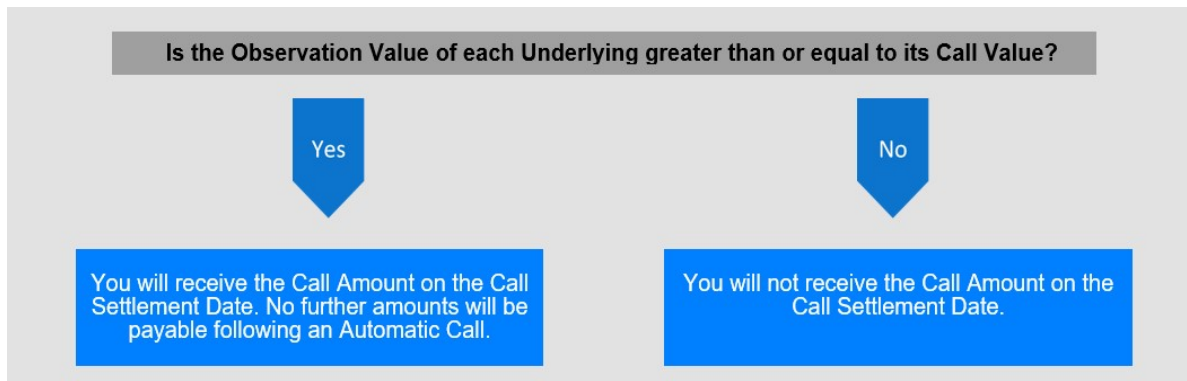 Is the Observation Value of each Underlying greater than or equal to its Call Value?
Yes
No
You will receive the Call Amount on the Call
Settlement Date. No further amounts will be
payable following an Automatic Call.
You will not receive the Call Amount on the
Call Settlement Date.